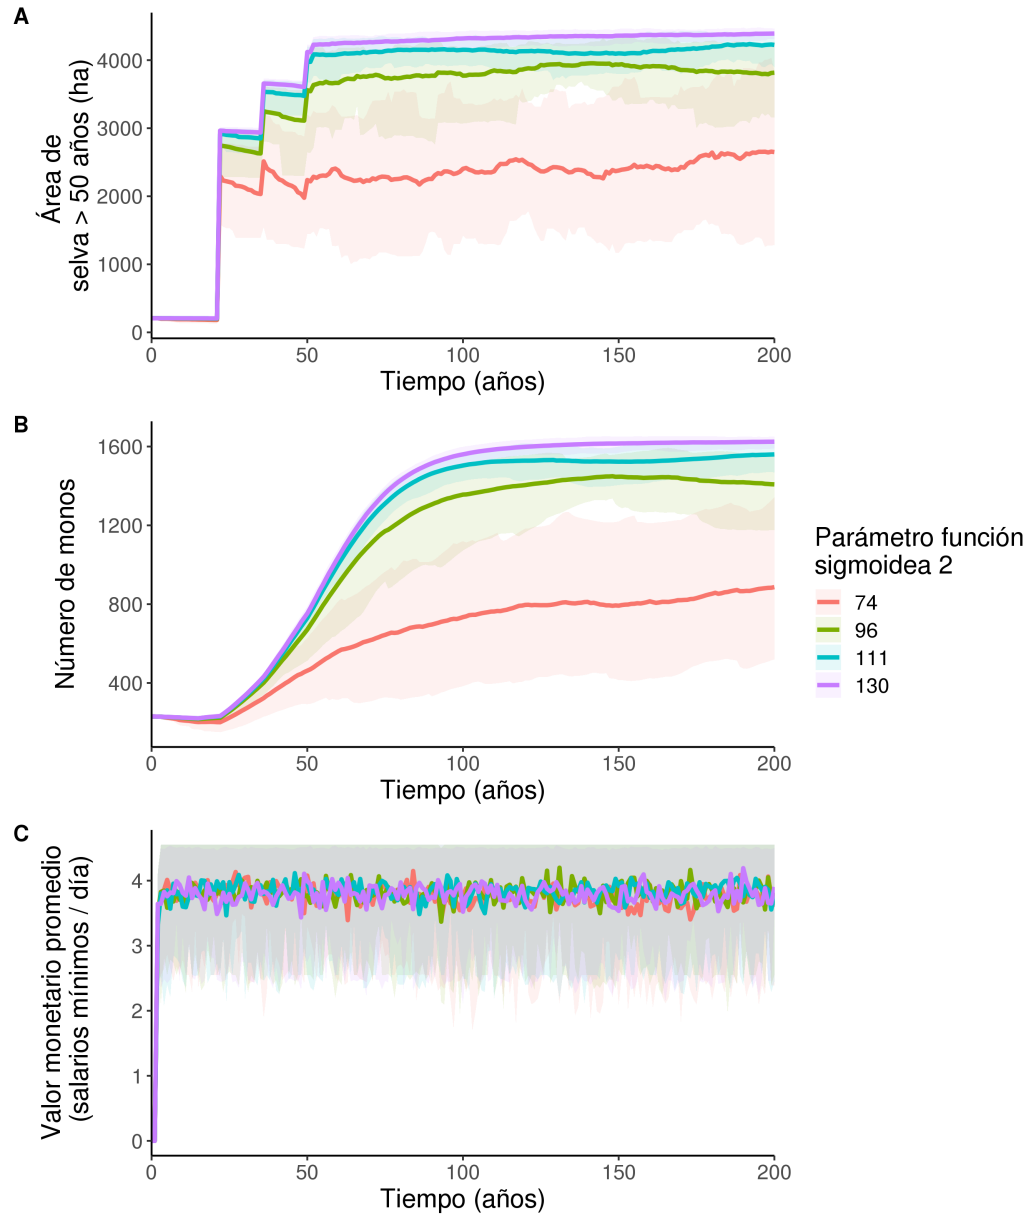 A
Área de
selva > 50 años (ha)
4000
3000
2000
1000
0
0 50 100 150 200
Tiempo (años)
B
Número de monos
1600
1200
800
400
0 50 100 150 200
Tiempo (años)
Parámetro función
sigmoidea 2
74
96
111
130
C
Valor monetario promedio
(salarios mínimos / día)
4
3
2
1
0
0 50 100 150 200
Tiempo (años)